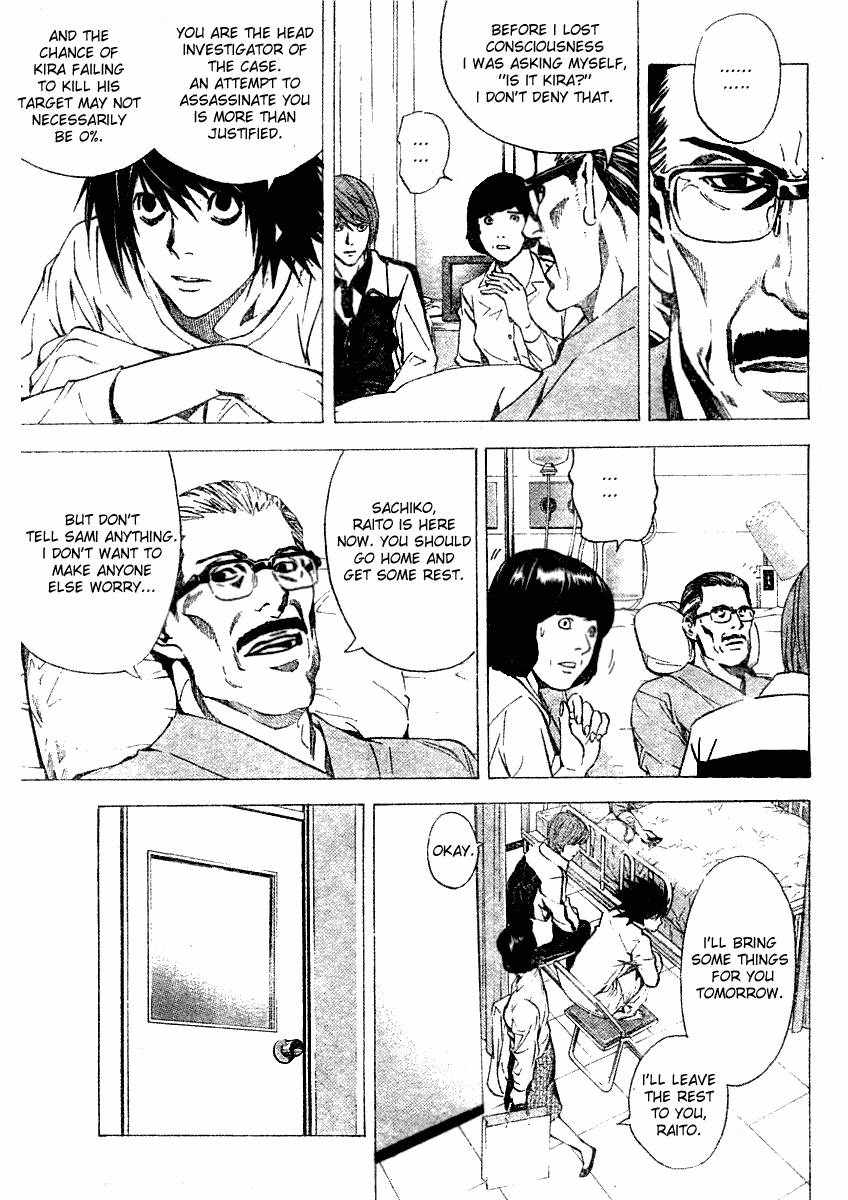 ......
.....
BEFORE I LOST
CONSCIOUSNESS
I WAS ASKING MYSELF,
"IS IT KIRA?"
I DON'T DENY THAT.
...
...
YOU ARE THE HEAD
INVESTIGATOR OF
THE CASE.
AN ATTEMPT TO
ASSASSINATE YOU
IS MORE THAN
JUSTIFIED.
AND THE
CHANCE OF
KIRA FAILING
TO KILL HIS
TARGET MAY NOT
NECESSARILY
BE 0%.
...
...
SACHIKO,
RAITO IS HERE
NOW. YOU SHOULD
GO HOME AND
GET SOME REST.
BUT DON'T
TELL SAMI ANYTHING.
I DON'T WANT TO
MAKE ANYONE
ELSE WORRY...
I'LL BRING
SOME THINGS
FOR YOU
TOMORROW.
I'LL LEAVE
THE REST
TO YOU,
RAITO.
OKAY.